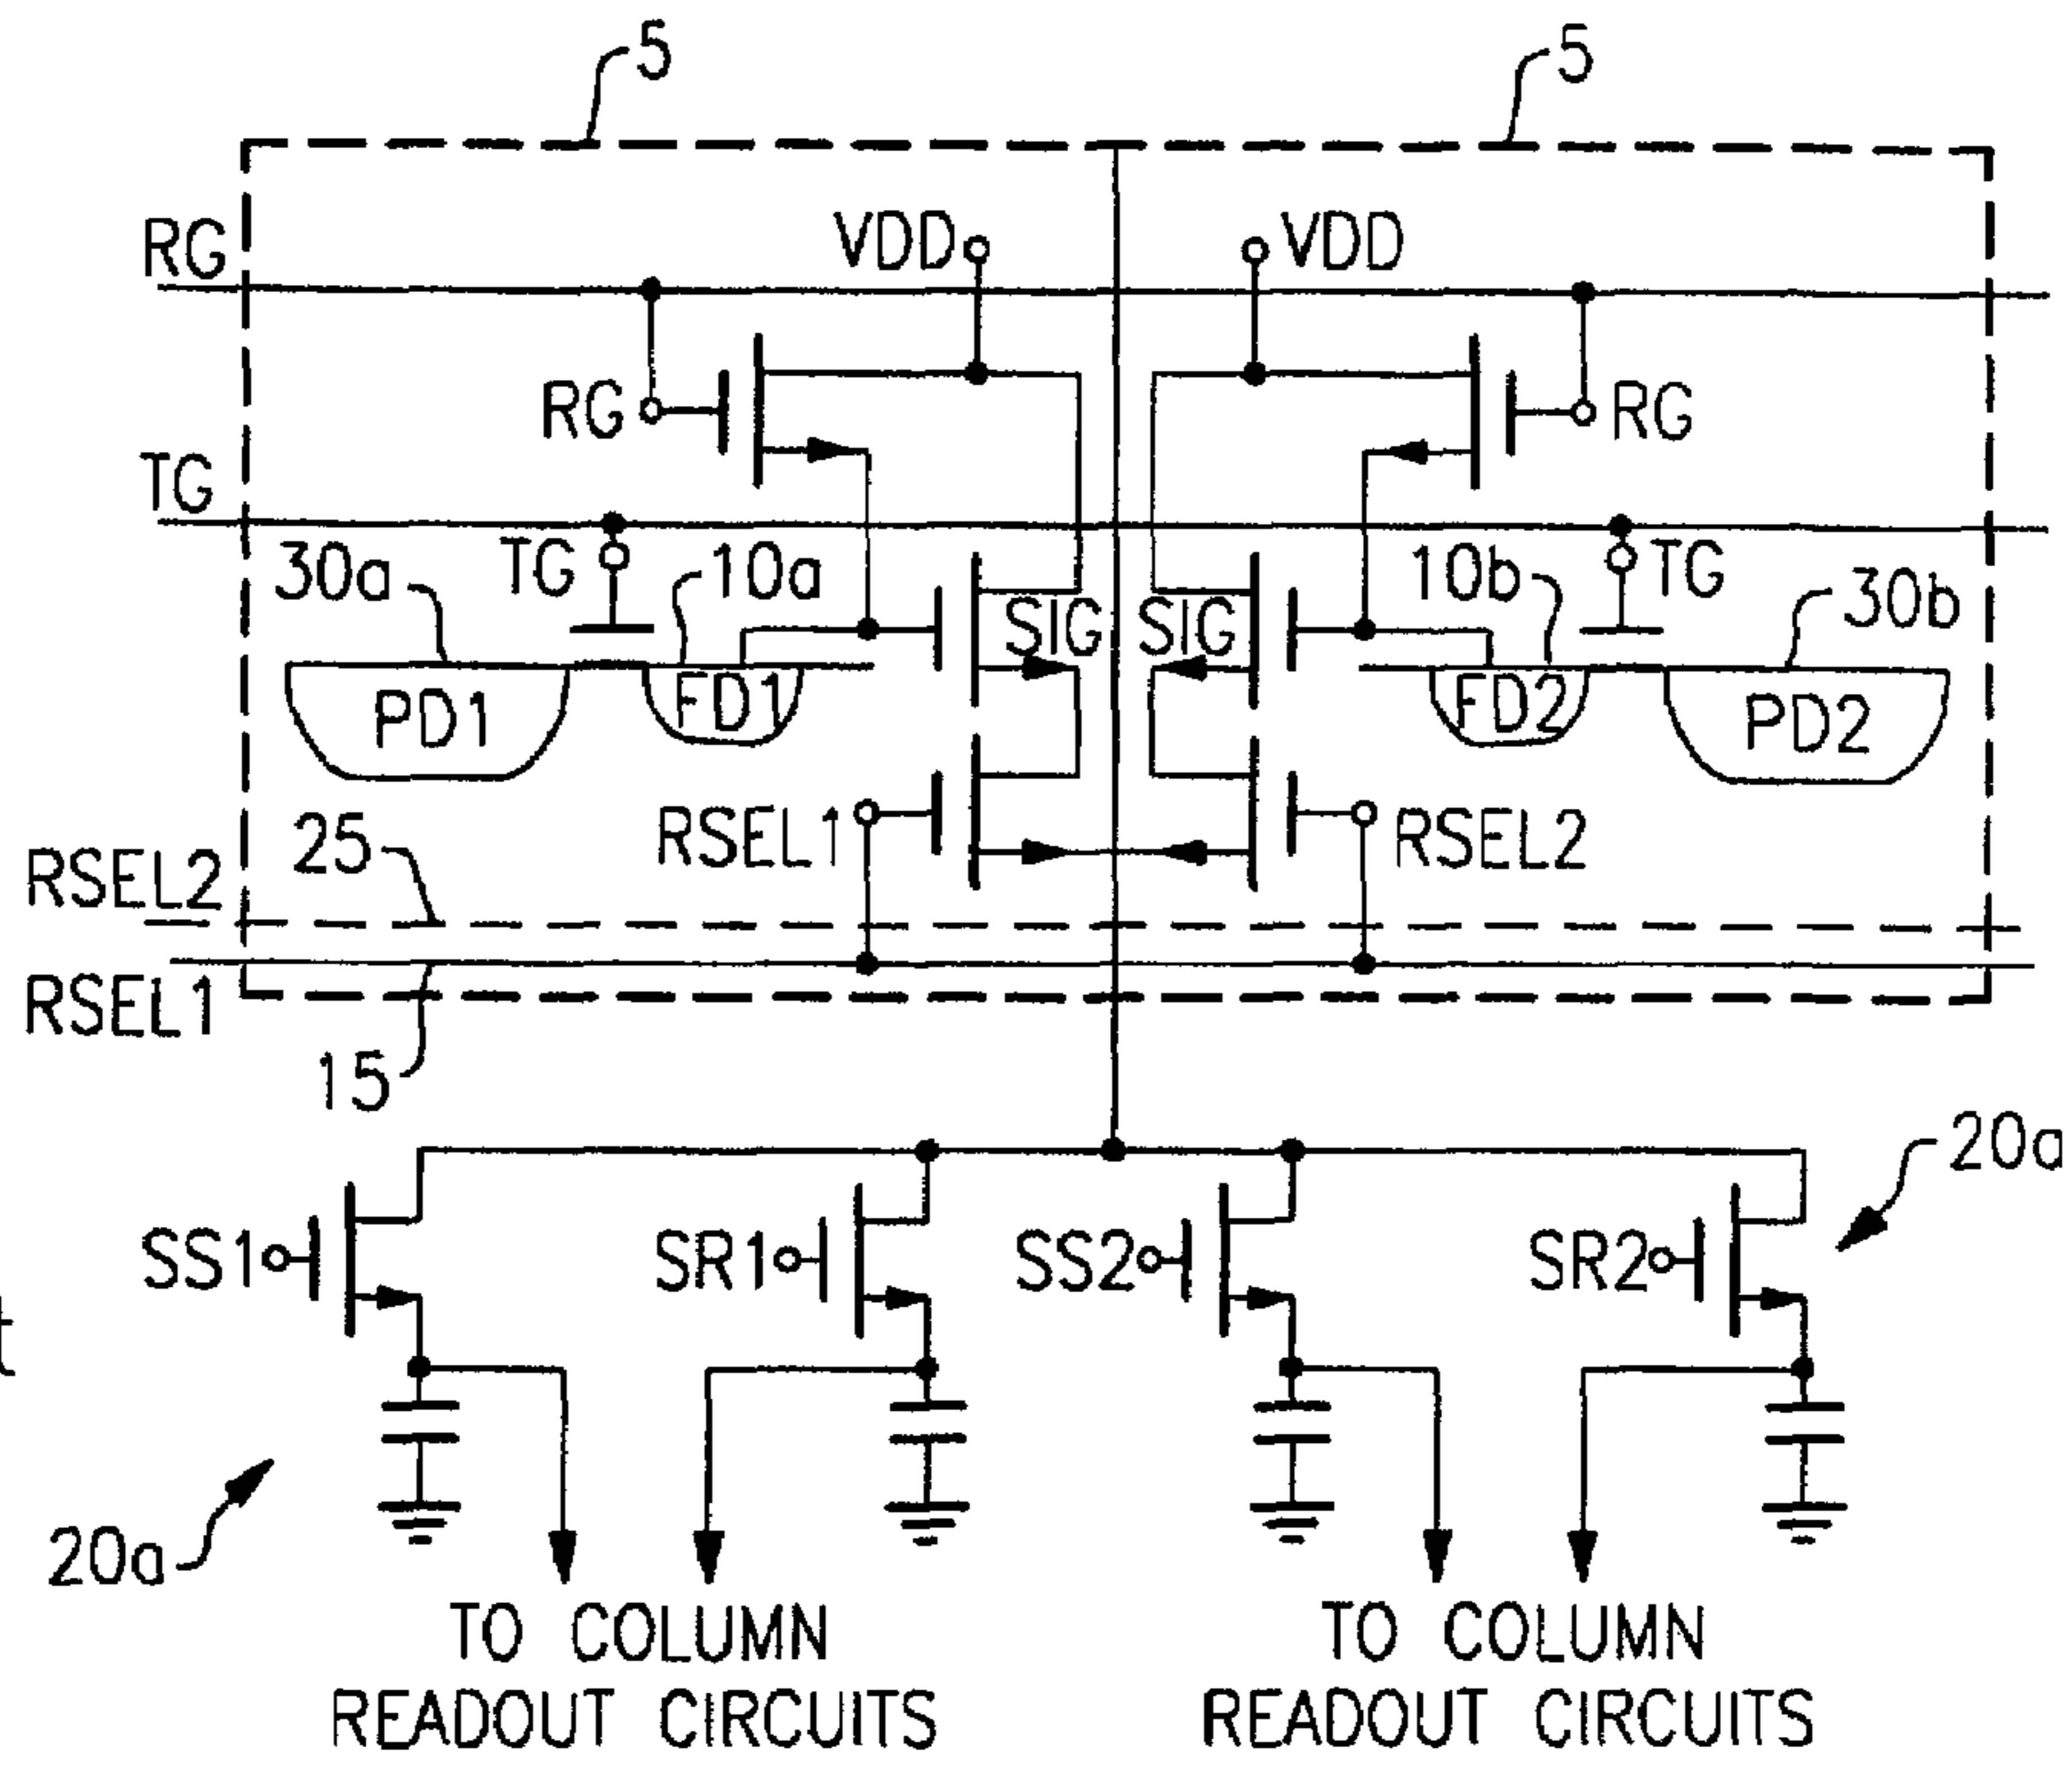 5 5
RG VDD VDD
RG RG
TG
30a TG 10a SIG SIG 10b TG 30b
PD1 FD1 FD2 PD2
RSEL1 RSEL2
25
RSEL2
RSEL1
15
20a
SS1 SR1 SS2 SR2
20a
TO COLUMN
READOUT CIRCUITS
TO COLUMN
READOUT CIRCUITS